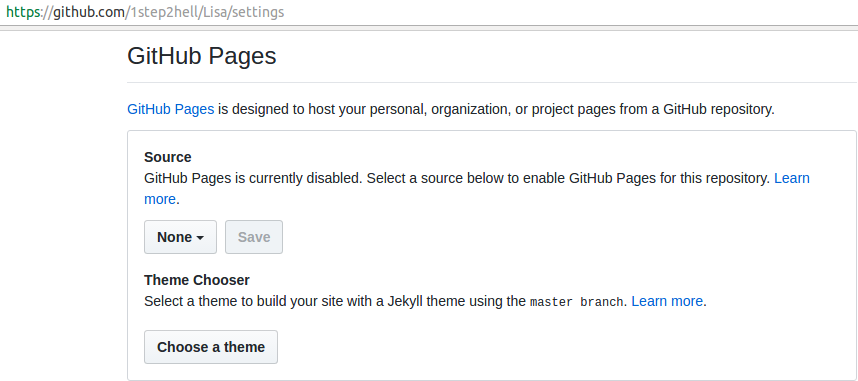 https://github.com/1step2hell/Lisa/settings
GitHub Pages
GitHub Pages is designed to host your personal, organization, or project pages from a GitHub repository.
Source
GitHub Pages is currently disabled. Select a source below to enable GitHub Pages for this repository. Learn
more.
None Save
Theme Chooser
Select a theme to build your site with a Jekyll theme using the master branch. Learn more.
Choose a theme